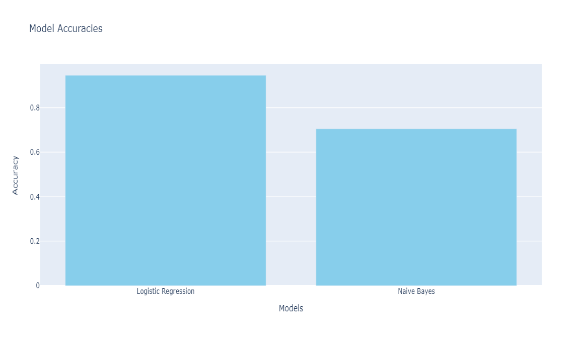 Model Accuracies
Accuracy
0.8
0.6
0.4
0.2
0
Logistic Regression
Naive Bayes
Models